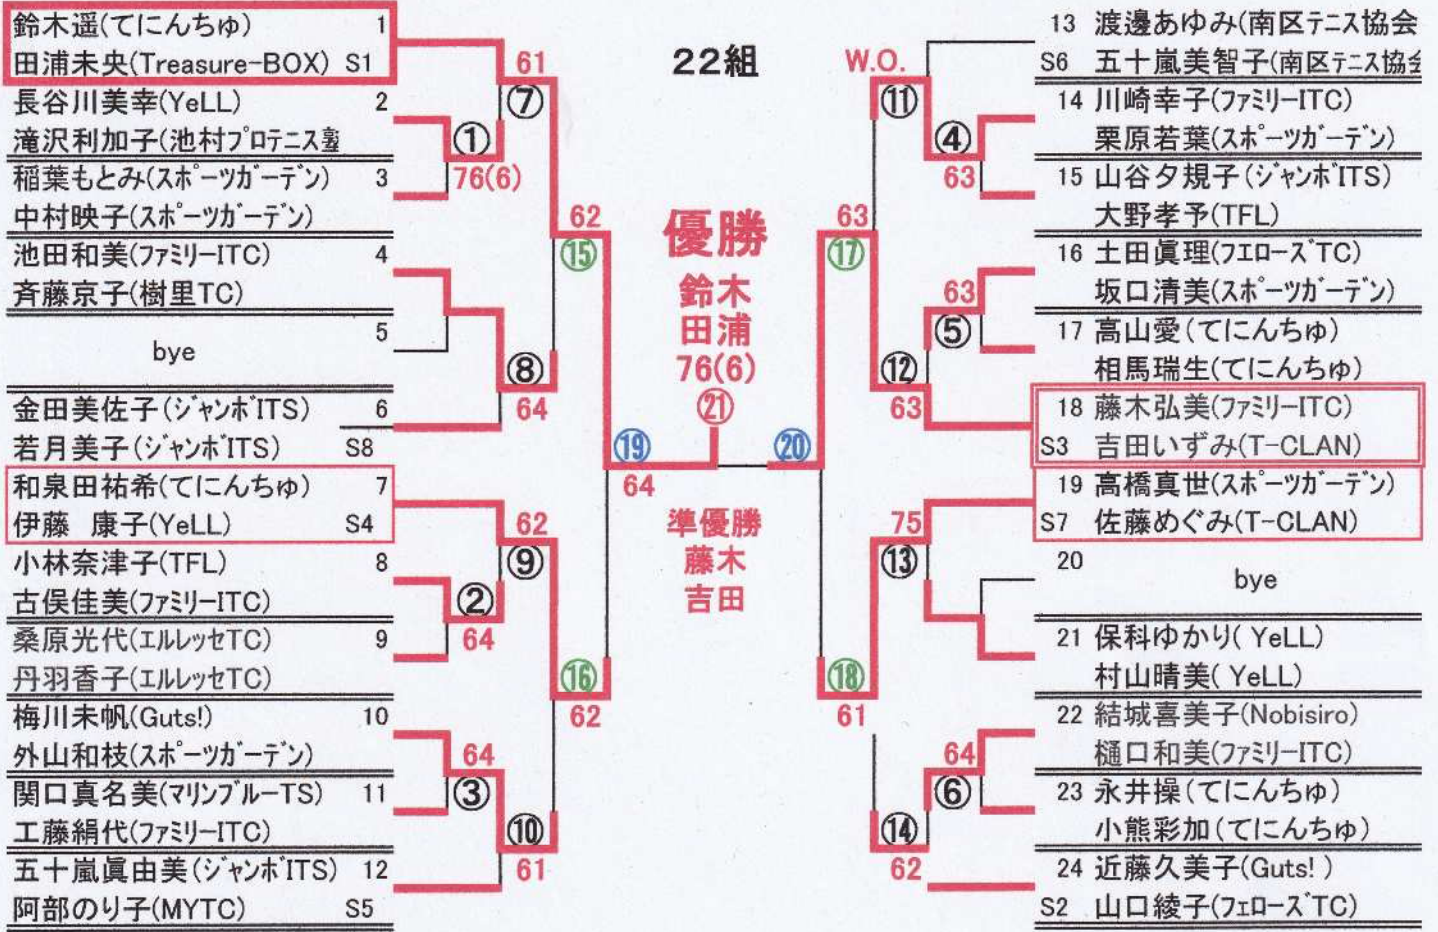 鈴木遥(てにんちゅ) 1
田浦未央(Treasure-BOX) S1
長谷川美幸(YeLL) 2
滝沢利加子(池村プロテニス塾
稲葉もとみ(スポーツガーデン) 3
中村映子(スポーツガーデン)
池田和美(ファミリーITC) 4
斉藤京子(樹里TC)
5
bye
金田美佐子(ジャンボITS) 6
若月美子(ジャンボITS) S8
和泉田祐希(てにんちゅ) 7
伊藤 康子(YeLL) S4
小林奈津子(TFL) 8
古俣佳美(ファミリーITC)
桑原光代(エルレッセTC) 9
丹羽香子(エルレッセTC)
梅川未帆(Guts!) 10
外山和枝(スポーツガーデン)
関口真名美(マリンブルーTS) 11
工藤絹代(ファミリーITC)
五十嵐眞由美(ジャンボITS) 12
阿部のり子(MYTC) S5
61
⑦
①
76(6)
62
⑮
⑧
64
62
⑨
②
64
⑯
62
64
③
⑩
61
22組
優勝
鈴木
田浦
76(6)
㉑
⑲
64
⑳
準優勝
藤木
吉田
W.O.
⑪
④
63
63
⑰
63
⑤
⑫
63
75
⑬
⑱
61
64
⑥
⑭
62
13 渡邊あゆみ(南区テニス協会
S6 五十嵐美智子(南区テニス協会
14 川崎幸子(ファミリーITC)
栗原若葉(スポーツガーデン)
15 山谷夕規子(ジャンボITS)
大野孝予(TFL)
16 土田眞理(フエローズTC)
坂口清美(スポーツガーデン)
17 高山愛(てにんちゅ)
相馬瑞生(てにんちゅ)
18 藤木弘美(ファミリーITC)
S3 吉田いずみ(T-CLAN)
19 高橋真世(スポーツガーデン)
S7 佐藤めぐみ(T-CLAN)
20
bye
21 保科ゆかり( YeLL)
村山晴美( YeLL)
22 結城喜美子(Nobisiro)
樋口和美(ファミリーITC)
23 永井操(てにんちゅ)
小熊彩加(てにんちゅ)
24 近藤久美子(Guts! )
S2 山口綾子(フェローズTC)